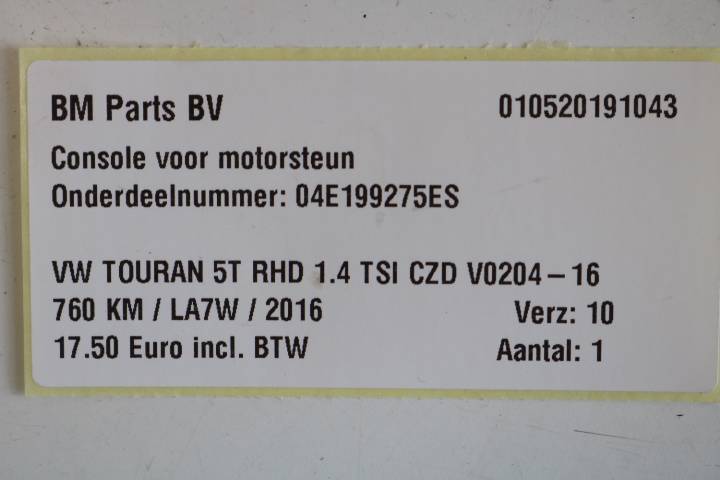 BM Parts BV 010520191043
Console voor motorsteun
Onderdeelnummer: 04E199275ES
VW TOURAN 5T RHD 1.4 TSI CZD V0204-16
760 KM / LA7W / 2016 Verz: 10
17.50 Euro incl. BTW Aantal: 1